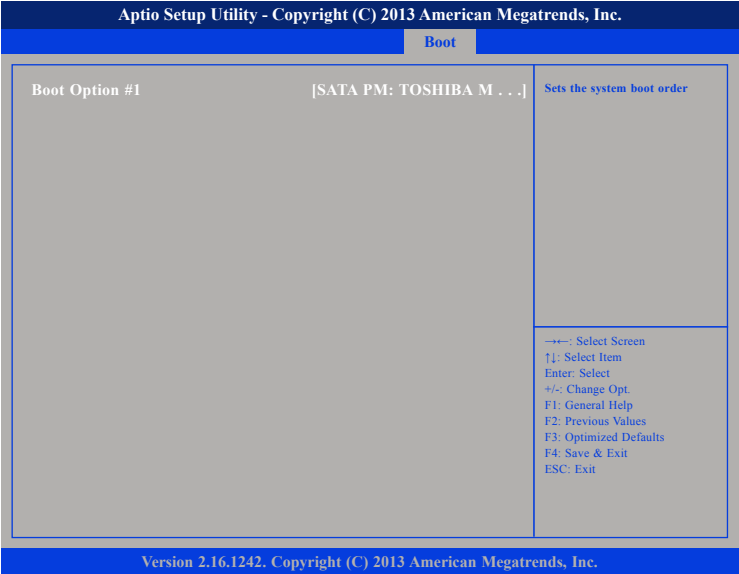 Aptio Setup Utility - Copyright (C) 2013 American Megatrends, Inc.
Boot
Boot Option #1 [SATA PM: TOSHIBA M . . .]
Sets the system boot order
→←: Select Screen
↑↓: Select Item
Enter: Select
+/-: Change Opt.
F1: General Help
F2: Previous Values
F3: Optimized Defaults
F4: Save & Exit
ESC: Exit
Version 2.16.1242. Copyright (C) 2013 American Megatrends, Inc.